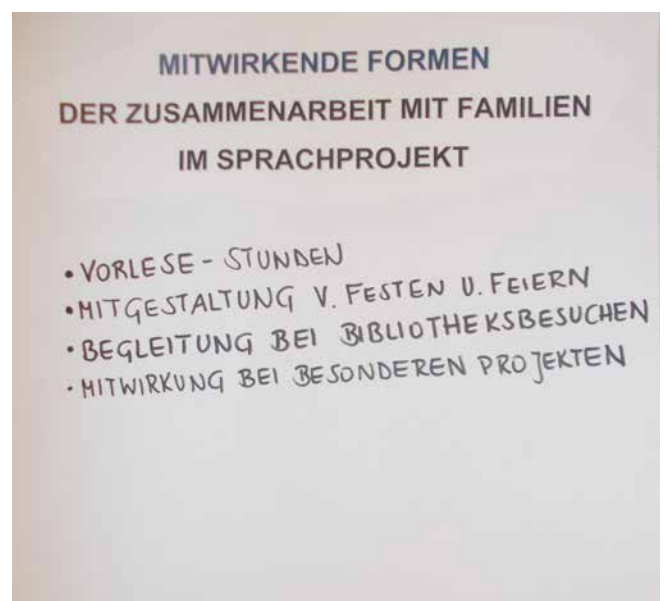 MITWIRKENDE FORMEN
DER ZUSAMMENARBEIT MIT FAMILIEN
IM SPRACHPROJEKT
• VORLESE - STUNDEN
• MITGESTALTUNG V. FESTEN U. FEIERN
• BEGLEITUNG BEI BIBLIOTHEKSBESUCHEN
• MITWIRKUNG BEI BESONDEREN PROJEKTEN